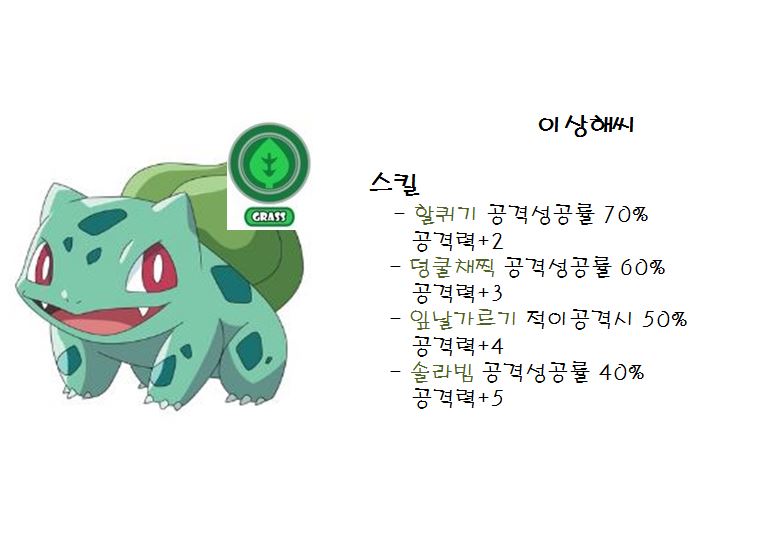 이상해씨
GRASS
스킬
- 할퀴기 공격성공률 70%
공격력+2
- 덩쿨채찍 공격성공률 60%
공격력+3
- 잎날가르기 적이공격시 50%
공격력+4
- 솔라빔 공격성공률 40%
공격력+5